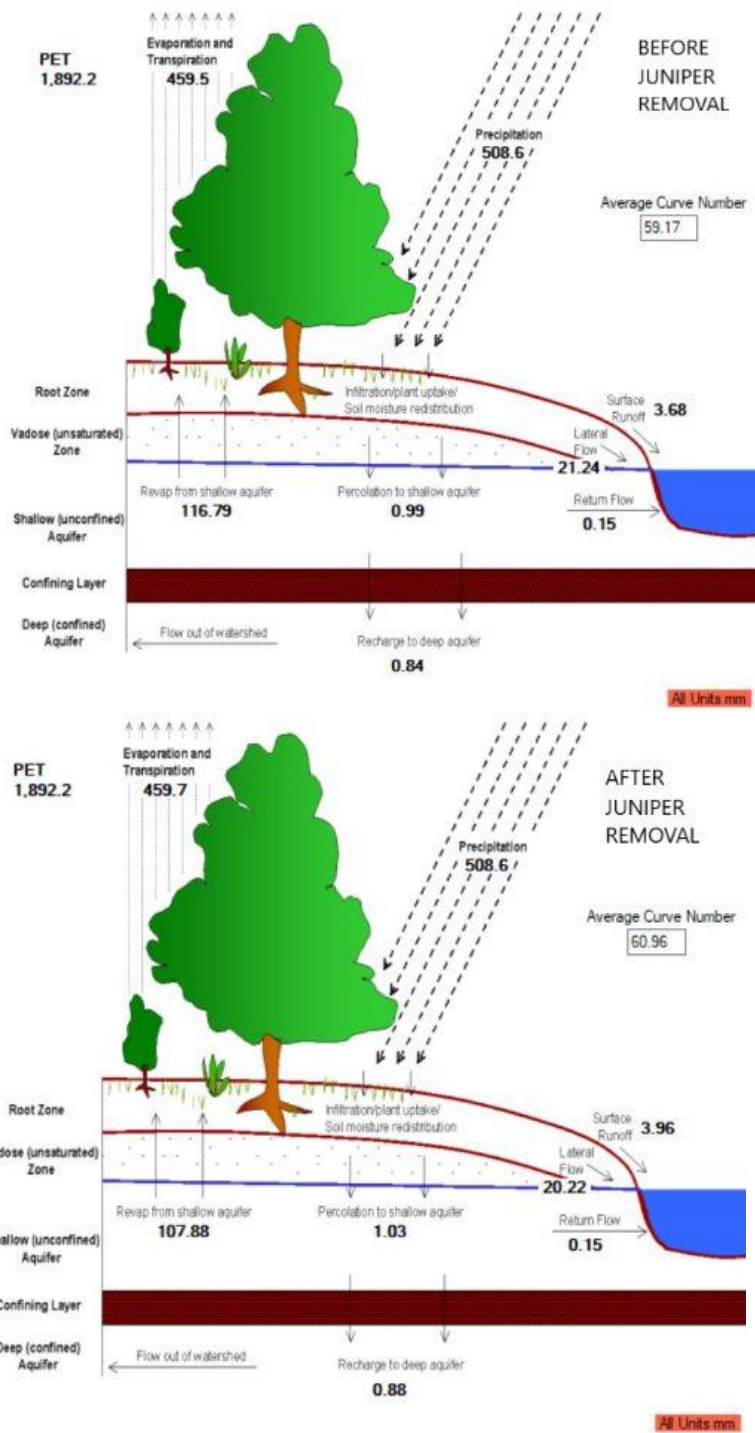 PET
1,892.2
Evaporation and
Transpiration
459.5
BEFORE
JUNIPER
REMOVAL
Precipitation
508.6
Average Curve Number
59.17
Root Zone
Infiltration/plant uptake/
Soil moisture redistribution
Surface
Runoff 3.68
Vadose (unsaturated)
Zone
Lateral
Flow
21.24
Revap from shallow aquifer
116.79
Percolation to shallow aquifer
0.99
Return Flow
0.15
Shallow (unconfined)
Aquifer
Confining Layer
Deep (confined)
Aquifer
Flow out of watershed
Recharge to deep aquifer
0.84
All Units mm
PET
1,892.2
Evaporation and
Transpiration
459.7
AFTER
JUNIPER
REMOVAL
Precipitation
508.6
Average Curve Number
60.96
Root Zone
Infiltration/plant uptake/
Soil moisture redistribution
Surface
Runoff 3.96
dose (unsaturated)
Zone
Lateral
Flow
20.22
Revap from shallow aquifer
107.88
Percolation to shallow aquifer
1.03
Return Flow
0.15
allow (unconfined)
Aquifer
Confining Layer
Deep (confined)
Aquifer
Flow out of watershed
Recharge to deep aquifer
0.88
All Units mm